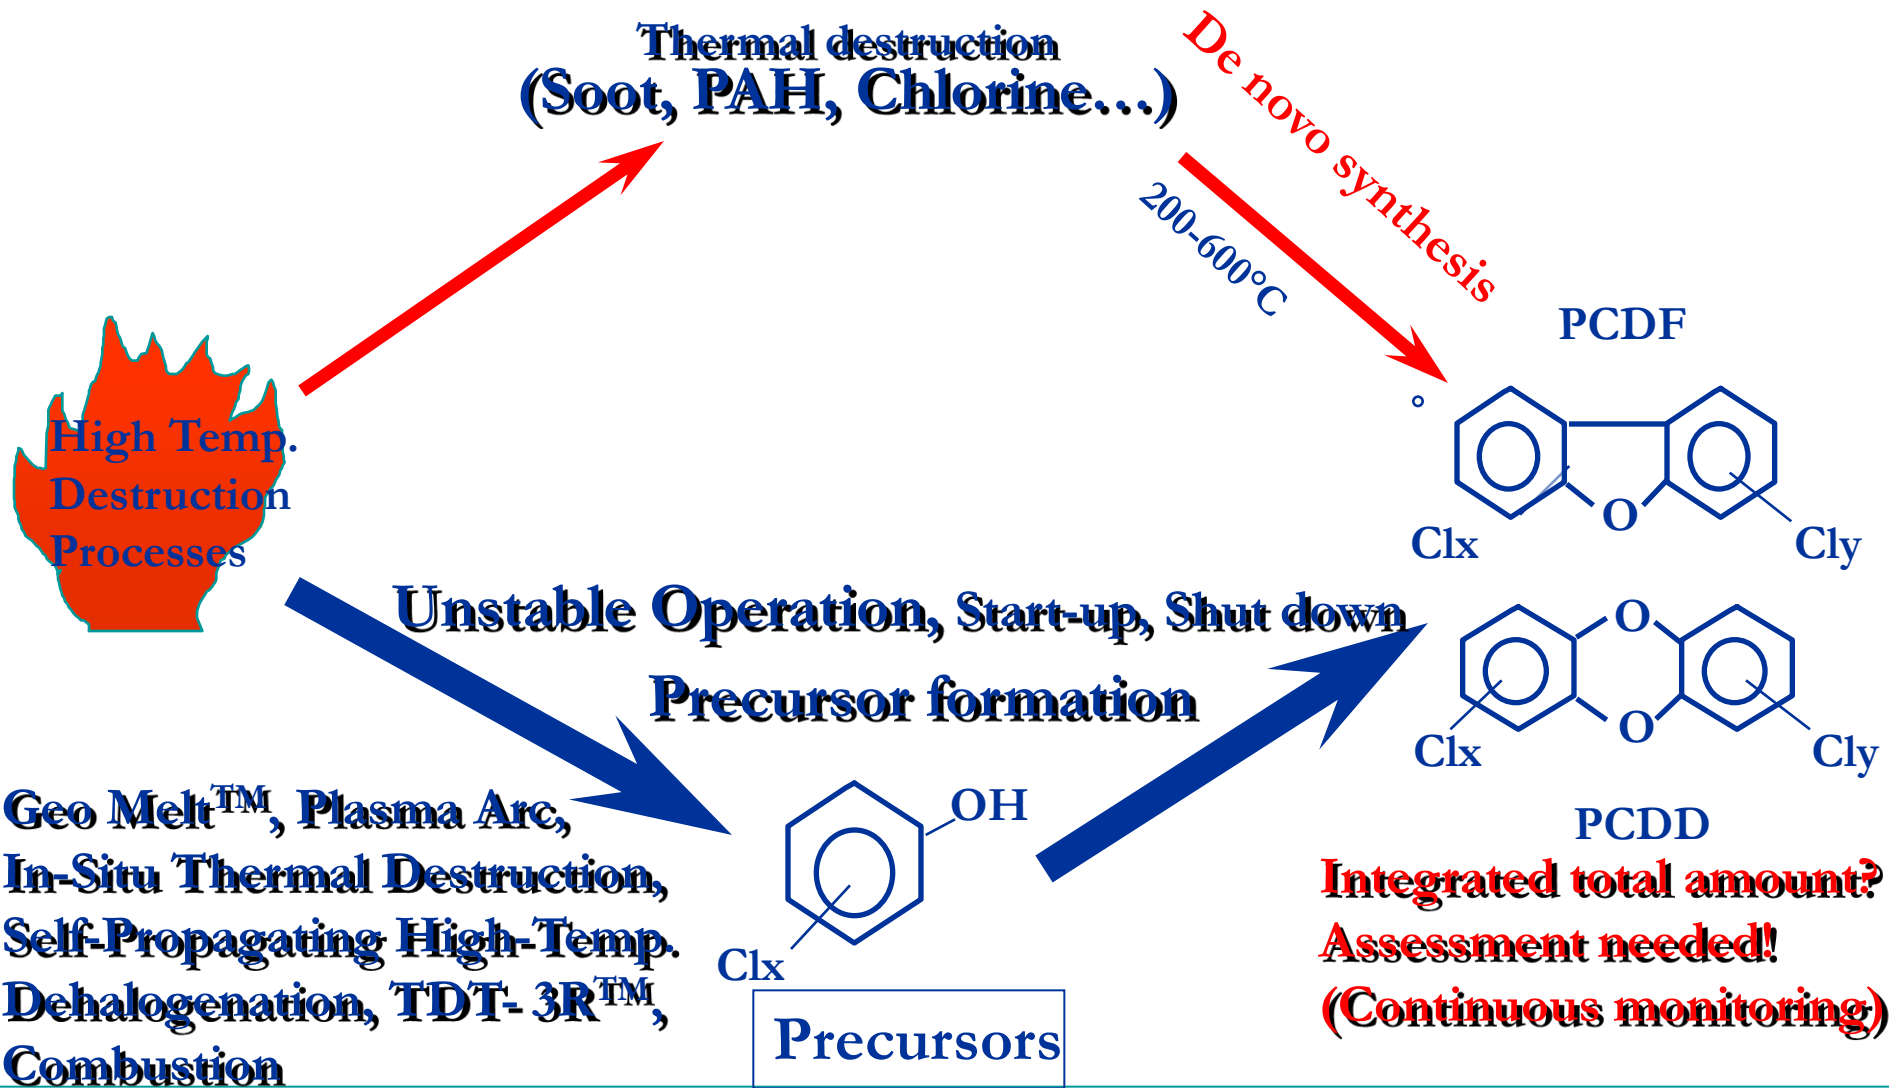 Thermal destruction
(Soot, PAH, Chlorine…)
De novo synthesis
200-600°C
PCDF
°
High Temp.
Destruction
Processes
O
Clx
Cly
Unstable Operation, Start-up, Shut down
Precursor formation
O
O
Clx
Cly
PCDD
Geo Melt™, Plasma Arc,
In-Situ Thermal Destruction,
Self-Propagating High-Temp.
Dehalogenation, TDT- 3R™,
Combustion
OH
Clx
Precursors
Integrated total amount?
Assessment needed!
(Continuous monitoring)